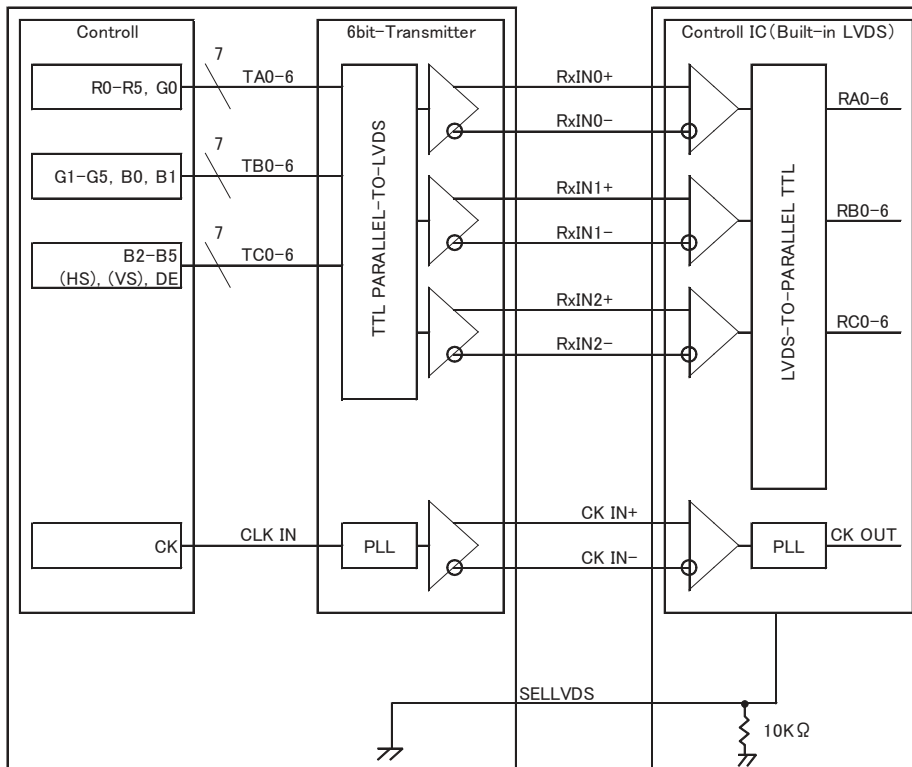 Controll
6bit-Transmitter
Controll IC(Built-in LVDS)
7
R0-R5, G0
TA0-6
RxIN0+
RA0-6
RxIN0-
7
G1-G5, B0, B1
TB0-6
RxIN1+
RB0-6
RxIN1-
7
B2-B5
(HS), (VS), DE
TC0-6
RxIN2+
RC0-6
RxIN2-
TTL PARALLEL-TO-LVDS
LVDS-TO-PARALLEL TTL
CK
CLK IN
PLL
CK IN+
CK IN-
PLL
CK OUT
SELLVDS
10KΩ